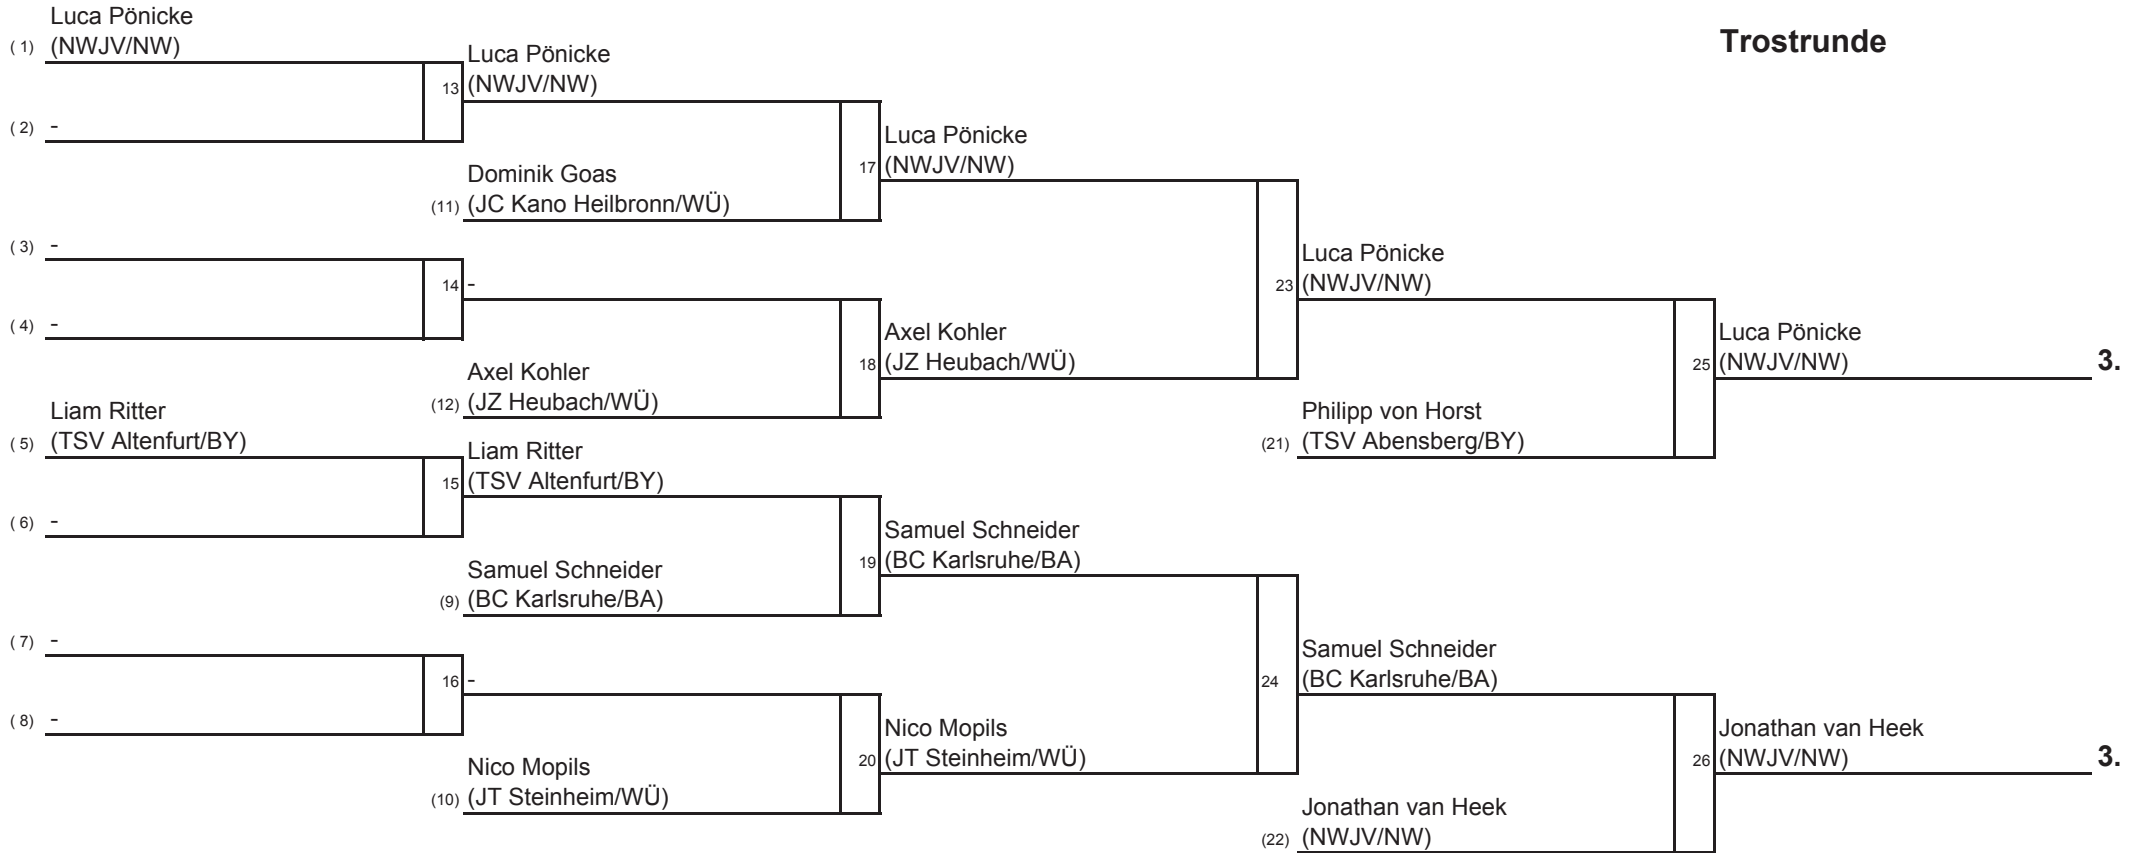 Trostrunde
Luca Pönicke
( 1) (NWJV/NW)
( 2) -
( 3) -
( 4) -
Liam Ritter
( 5) (TSV Altenfurt/BY)
( 6) -
( 7) -
( 8) -
Luca Pönicke
13 (NWJV/NW)
Dominik Goas
(11) (JC Kano Heilbronn/WÜ)
14 -
Axel Kohler
(12) (JZ Heubach/WÜ)
Liam Ritter
15 (TSV Altenfurt/BY)
Samuel Schneider
(9) (BC Karlsruhe/BA)
16 -
Nico Mopils
(10) (JT Steinheim/WÜ)
Luca Pönicke
17 (NWJV/NW)
Axel Kohler
18 (JZ Heubach/WÜ)
Samuel Schneider
19 (BC Karlsruhe/BA)
Nico Mopils
20 (JT Steinheim/WÜ)
Luca Pönicke
23 (NWJV/NW)
Philipp von Horst
(21) (TSV Abensberg/BY)
Samuel Schneider
24 (BC Karlsruhe/BA)
Jonathan van Heek
(22) (NWJV/NW)
Luca Pönicke
25 (NWJV/NW) 3.
Jonathan van Heek
26 (NWJV/NW) 3.